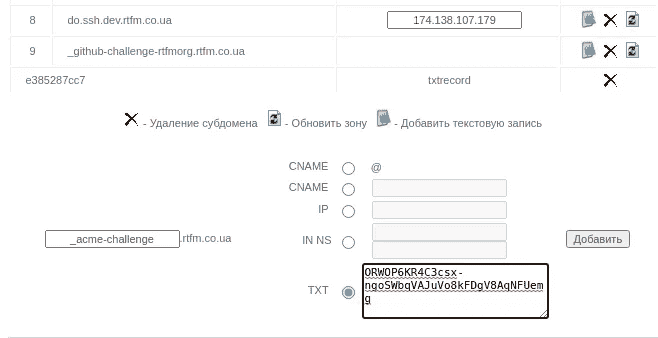 8 do.ssh.dev.rtfm.co.ua 174.138.107.179
9 _github-challenge-rtfmorg.rtfm.co.ua
e385287cc7 txtrecord
- Удаление субдомена - Обновить зону - Добавить текстовую запись
CNAME @
CNAME
IP
_acme-challenge .rtfm.co.ua IN NS Добавить
TXT ORWOP6KR4C3csx-
nqoSWbqVAJuVo8kFDgV8AqNFUem
g